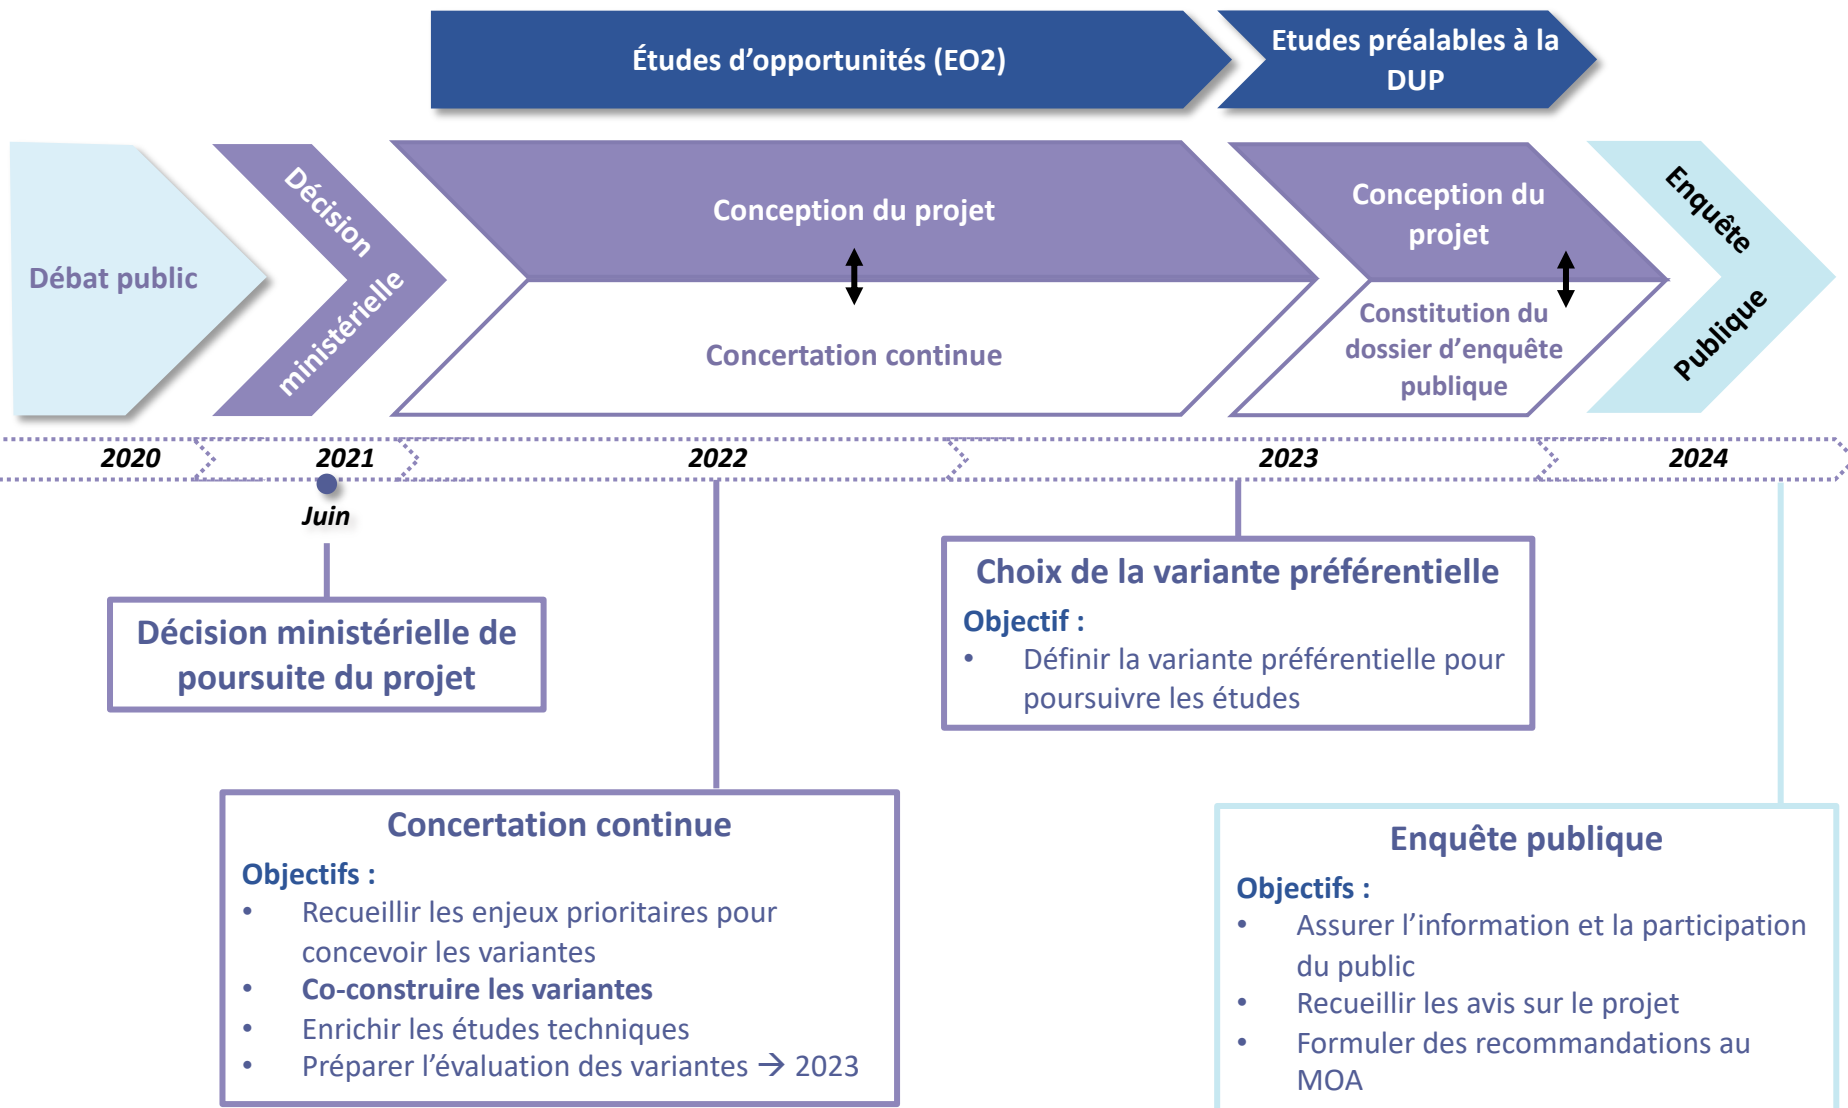 Études d'opportunités (EO2)
Etudes préalables à la
DUP
Débat public
Décision
ministérielle
Conception du projet
Concertation continue
Conception du
projet
Constitution du
dossier d'enquête
publique
Enquête
Publique
2020
2021
2022
2023
2024
Juin
Décision ministérielle de
poursuite du projet
Choix de la variante préférentielle
Objectif :
• Définir la variante préférentielle pour
poursuivre les études
Concertation continue
Objectifs :
• Recueillir les enjeux prioritaires pour
concevoir les variantes
• Co-construire les variantes
• Enrichir les études techniques
• Préparer l'évaluation des variantes → 2023
Enquête publique
Objectifs :
• Assurer l'information et la participation
du public
• Recueillir les avis sur le projet
• Formuler des recommandations au
MOA